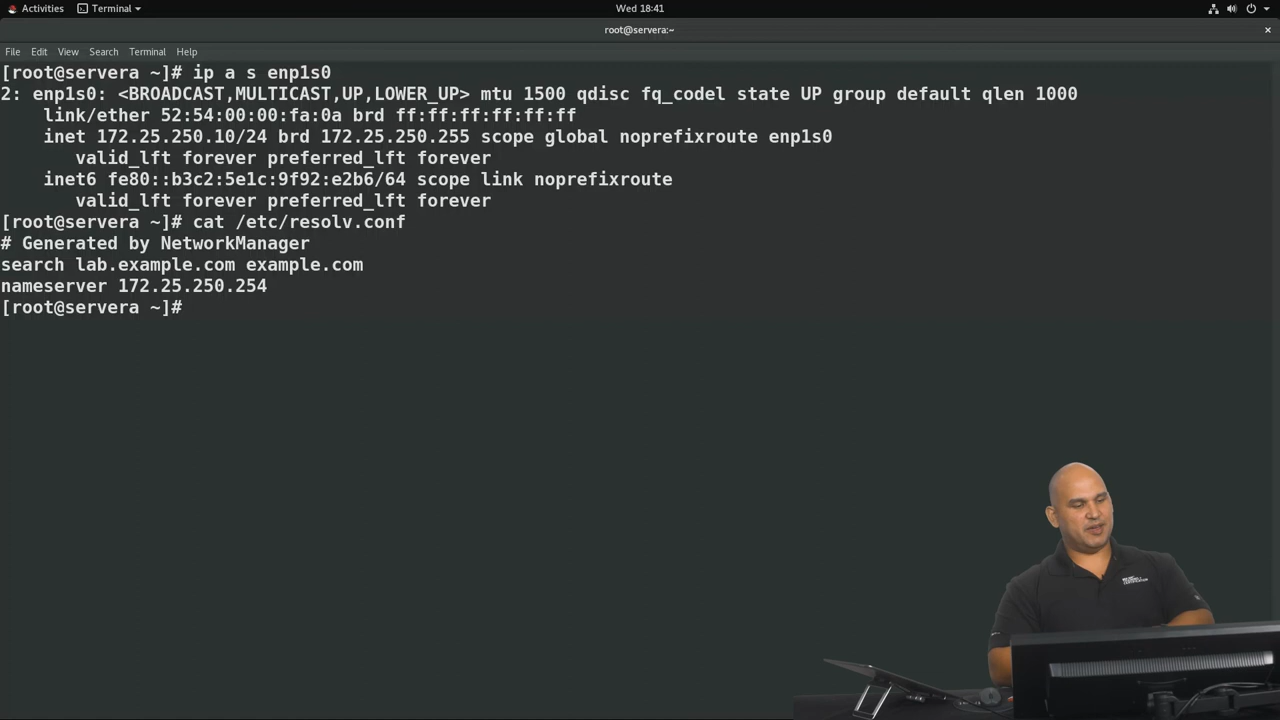 Activities
Terminal
Wed 18:41
root@servera:~
File Edit View Search Terminal Help
[root@servera ~]# ip a s enp1s0
2: enp1s0: <BROADCAST,MULTICAST,UP,LOWER_UP> mtu 1500 qdisc fq_codel state UP group default qlen 1000
    link/ether 52:54:00:00:fa:0a brd ff:ff:ff:ff:ff:ff
    inet 172.25.250.10/24 brd 172.25.250.255 scope global noprefixroute enp1s0
       valid_lft forever preferred_lft forever
    inet6 fe80::b3c2:5e1c:9f92:e2b6/64 scope link noprefixroute
       valid_lft forever preferred_lft forever
[root@servera ~]# cat /etc/resolv.conf
# Generated by NetworkManager
search lab.example.com example.com
nameserver 172.25.250.254
[root@servera ~]#